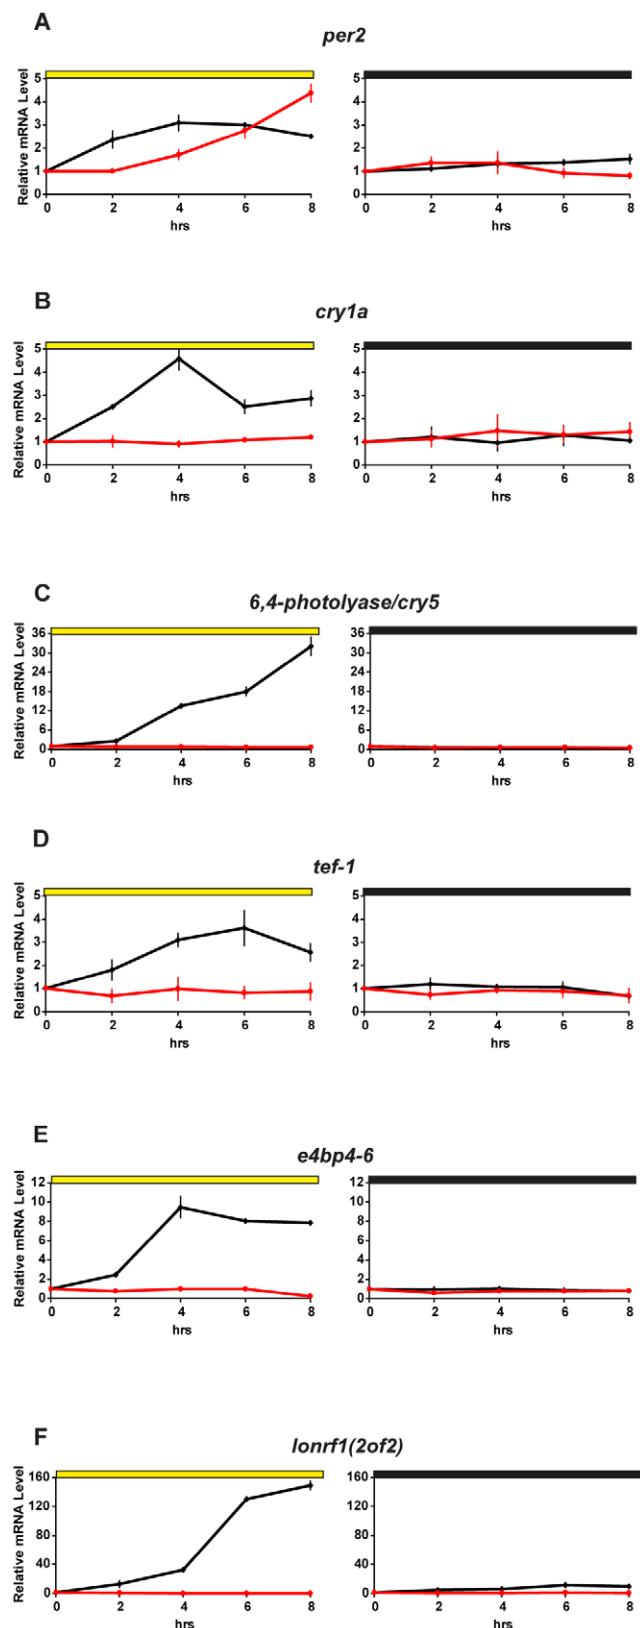 A
per2
Relative mRNA Level
5
4
3
2
1
0
0 2 4 6 8
hrs
0 2 4 6 8
hrs
5
4
3
2
1
0
B
cry1a
Relative mRNA Level
5
4
3
2
1
0
0 2 4 6 8
hrs
5
4
3
2
1
0
0 2 4 6 8
hrs
C
6,4-photolyase/cry5
Relative mRNA Level
36
30
24
18
12
6
0
0 2 4 6 8
hrs
36
30
24
18
12
6
0
0 2 4 6 8
hrs
D
tef-1
Relative mRNA Level
5
4
3
2
1
0
0 2 4 6 8
hrs
5
4
3
2
1
0
0 2 4 6 8
hrs
E
e4bp4-6
Relative mRNA Level
12
10
8
6
4
2
0
0 2 4 6 8
hrs
12
10
8
6
4
2
0
0 2 4 6 8
hrs
F
lonrf1(2of2)
Relative mRNA Level
160
120
80
40
0
0 2 4 6 8
hrs
160
120
80
40
0
0 2 4 6 8
hrs